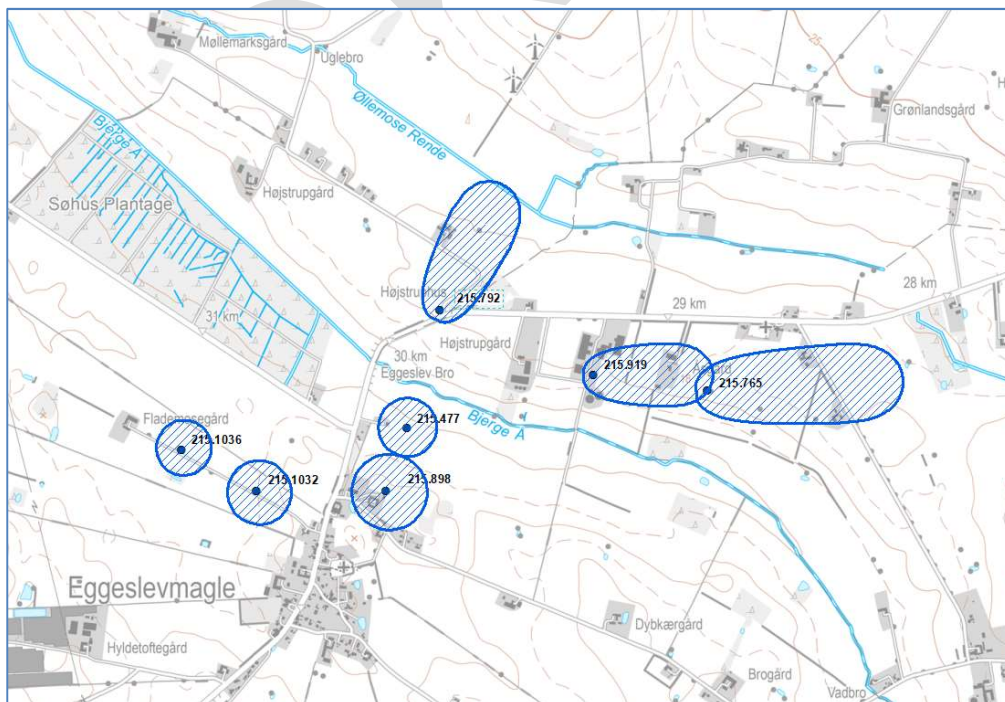 Møllemarksgård
Uglebro
25
Grønlandsgård
Øllemose Rende
Bjerge Å
Søhus Plantage
Højstrupgård
Højstruphus
215.792
31 km
29 km
28 km
30 km
Eggeslev Bro
Højstrupgård
215.919
215.765
Flademosegård
215.477
Bjerge Å
215.1036
215.1032
215.898
Eggeslevmagle
Hyldetoftegård
Dybkærgård
Brogård
Vadbro